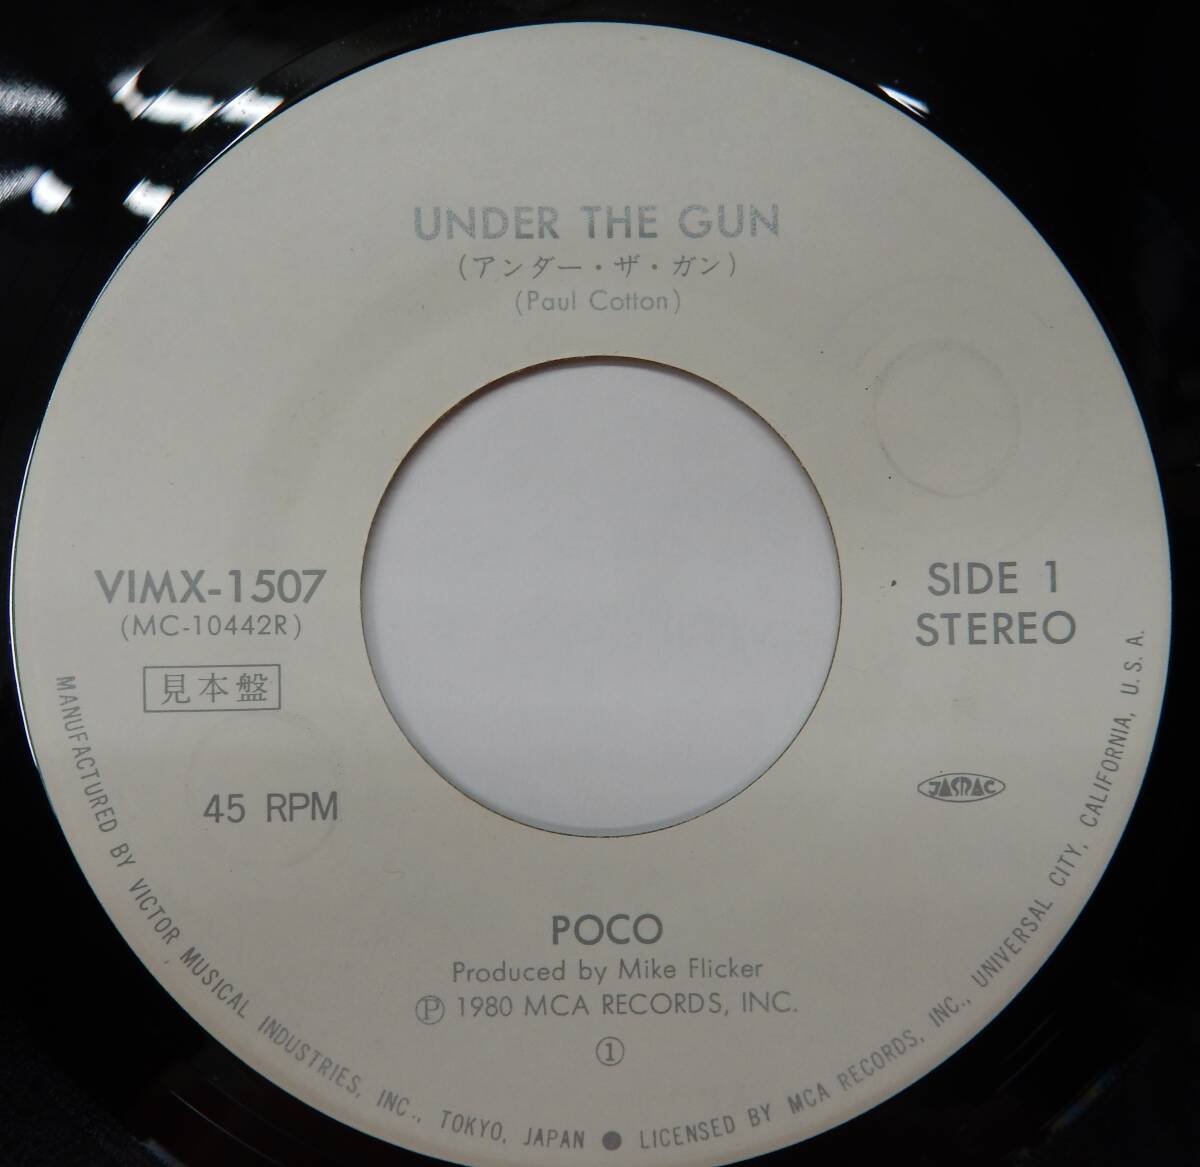 UNDER THE GUN
(アンダー・ザ・ガン)
(Paul Cotton)
VIMX-1507
(MC-10442R)
見本盤
45 RPM
SIDE 1
STEREO
JASRAC
POCO
Produced by Mike Flicker
Ⓟ 1980 MCA RECORDS, INC.
①
MANUFACTURED BY VICTOR MUSICAL INDUSTRIES, INC., TOKYO, JAPAN ● LICENSED BY MCA RECORDS, INC., UNIVERSAL CITY, CALIFORNIA, U.S.A.